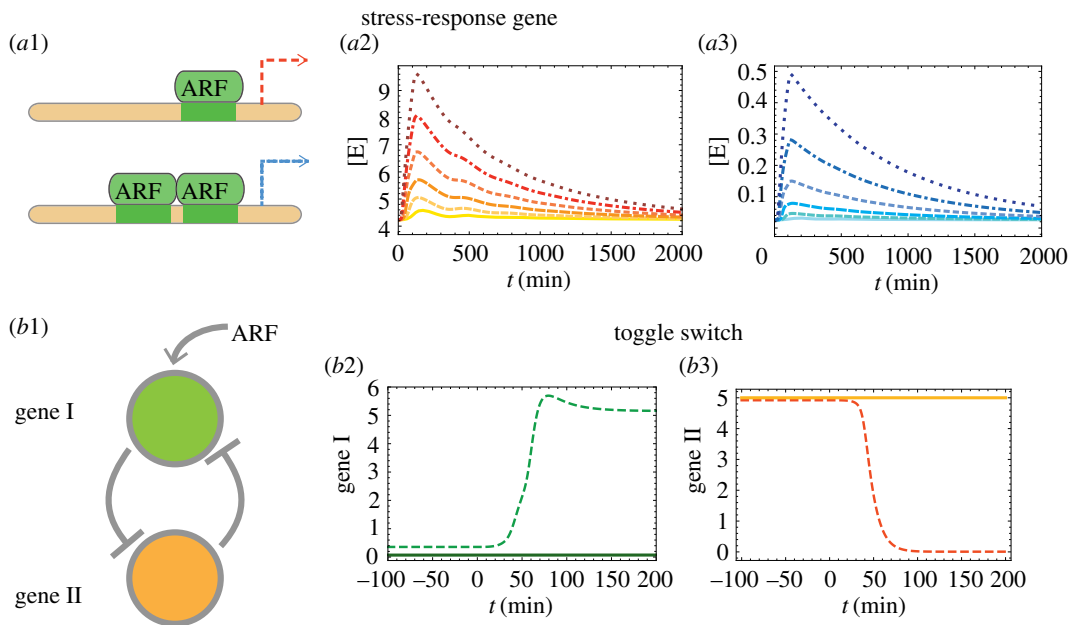 stress-response gene
(a1)
(a2)
(a3)
ARF
ARF ARF
[E]
9
8
7
6
5
4
0 500 1000 1500 2000
t (min)
[E]
0.5
0.4
0.3
0.2
0.1
0 500 1000 1500 2000
t (min)
(b1)
ARF
gene I
gene II
toggle switch
(b2)
(b3)
gene I
6
5
4
3
2
1
0
−100 −50 0 50 100 150 200
t (min)
gene II
5
4
3
2
1
0
−100 −50 0 50 100 150 200
t (min)